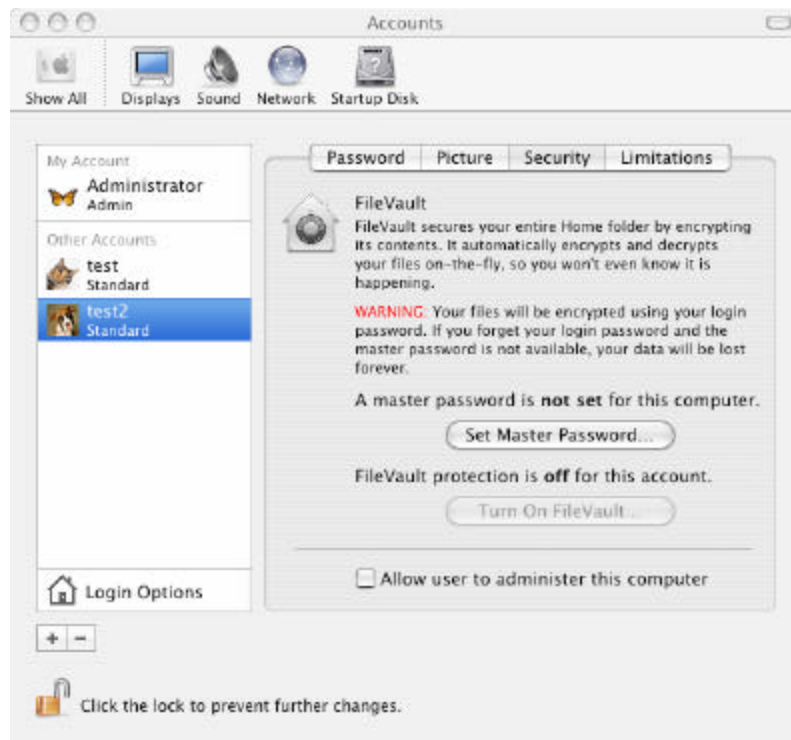 Accounts
Show All
Displays
Sound
Network
Startup Disk
My Account
Administrator
Admin
Other Accounts
test
Standard
test2
Standard
Login Options
Password
Picture
Security
Limitations
FileVault
FileVault secures your entire Home folder by encrypting
its contents. It automatically encrypts and decrypts
your files on-the-fly, so you won't even know it is
happening.
WARNING: Your files will be encrypted using your login
password. If you forget your login password and the
master password is not available, your data will be lost
forever.
A master password is not set for this computer.
Set Master Password...
FileVault protection is off for this account.
Turn On FileVault...
Allow user to administer this computer
+ −
Click the lock to prevent further changes.